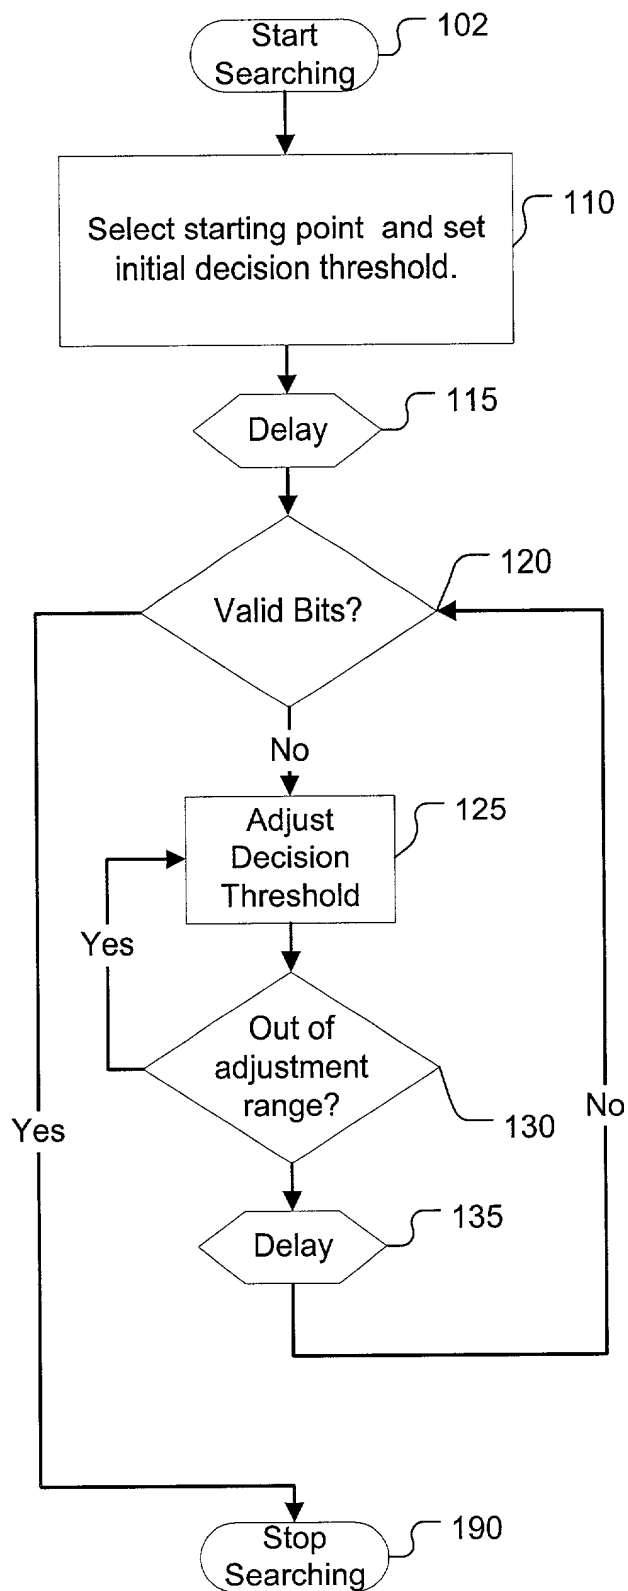 Start
Searching
102
Select starting point and set
initial decision threshold.
110
Delay
115
Valid Bits?
120
No
Adjust
Decision
Threshold
125
Yes
Out of
adjustment
range?
130
No
Yes
Delay
135
Stop
Searching
190